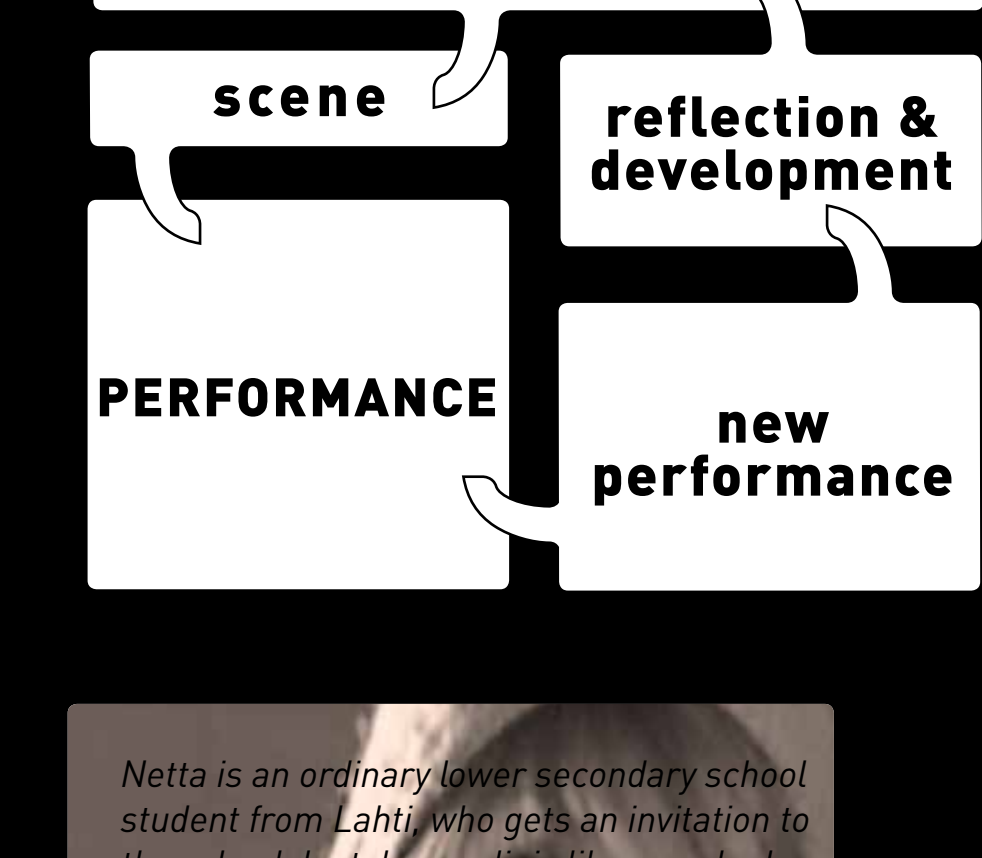 scene
reflection &
development
PERFORMANCE
new
performance
Netta is an ordinary lower secondary school
student from Lahti, who gets an invitation to